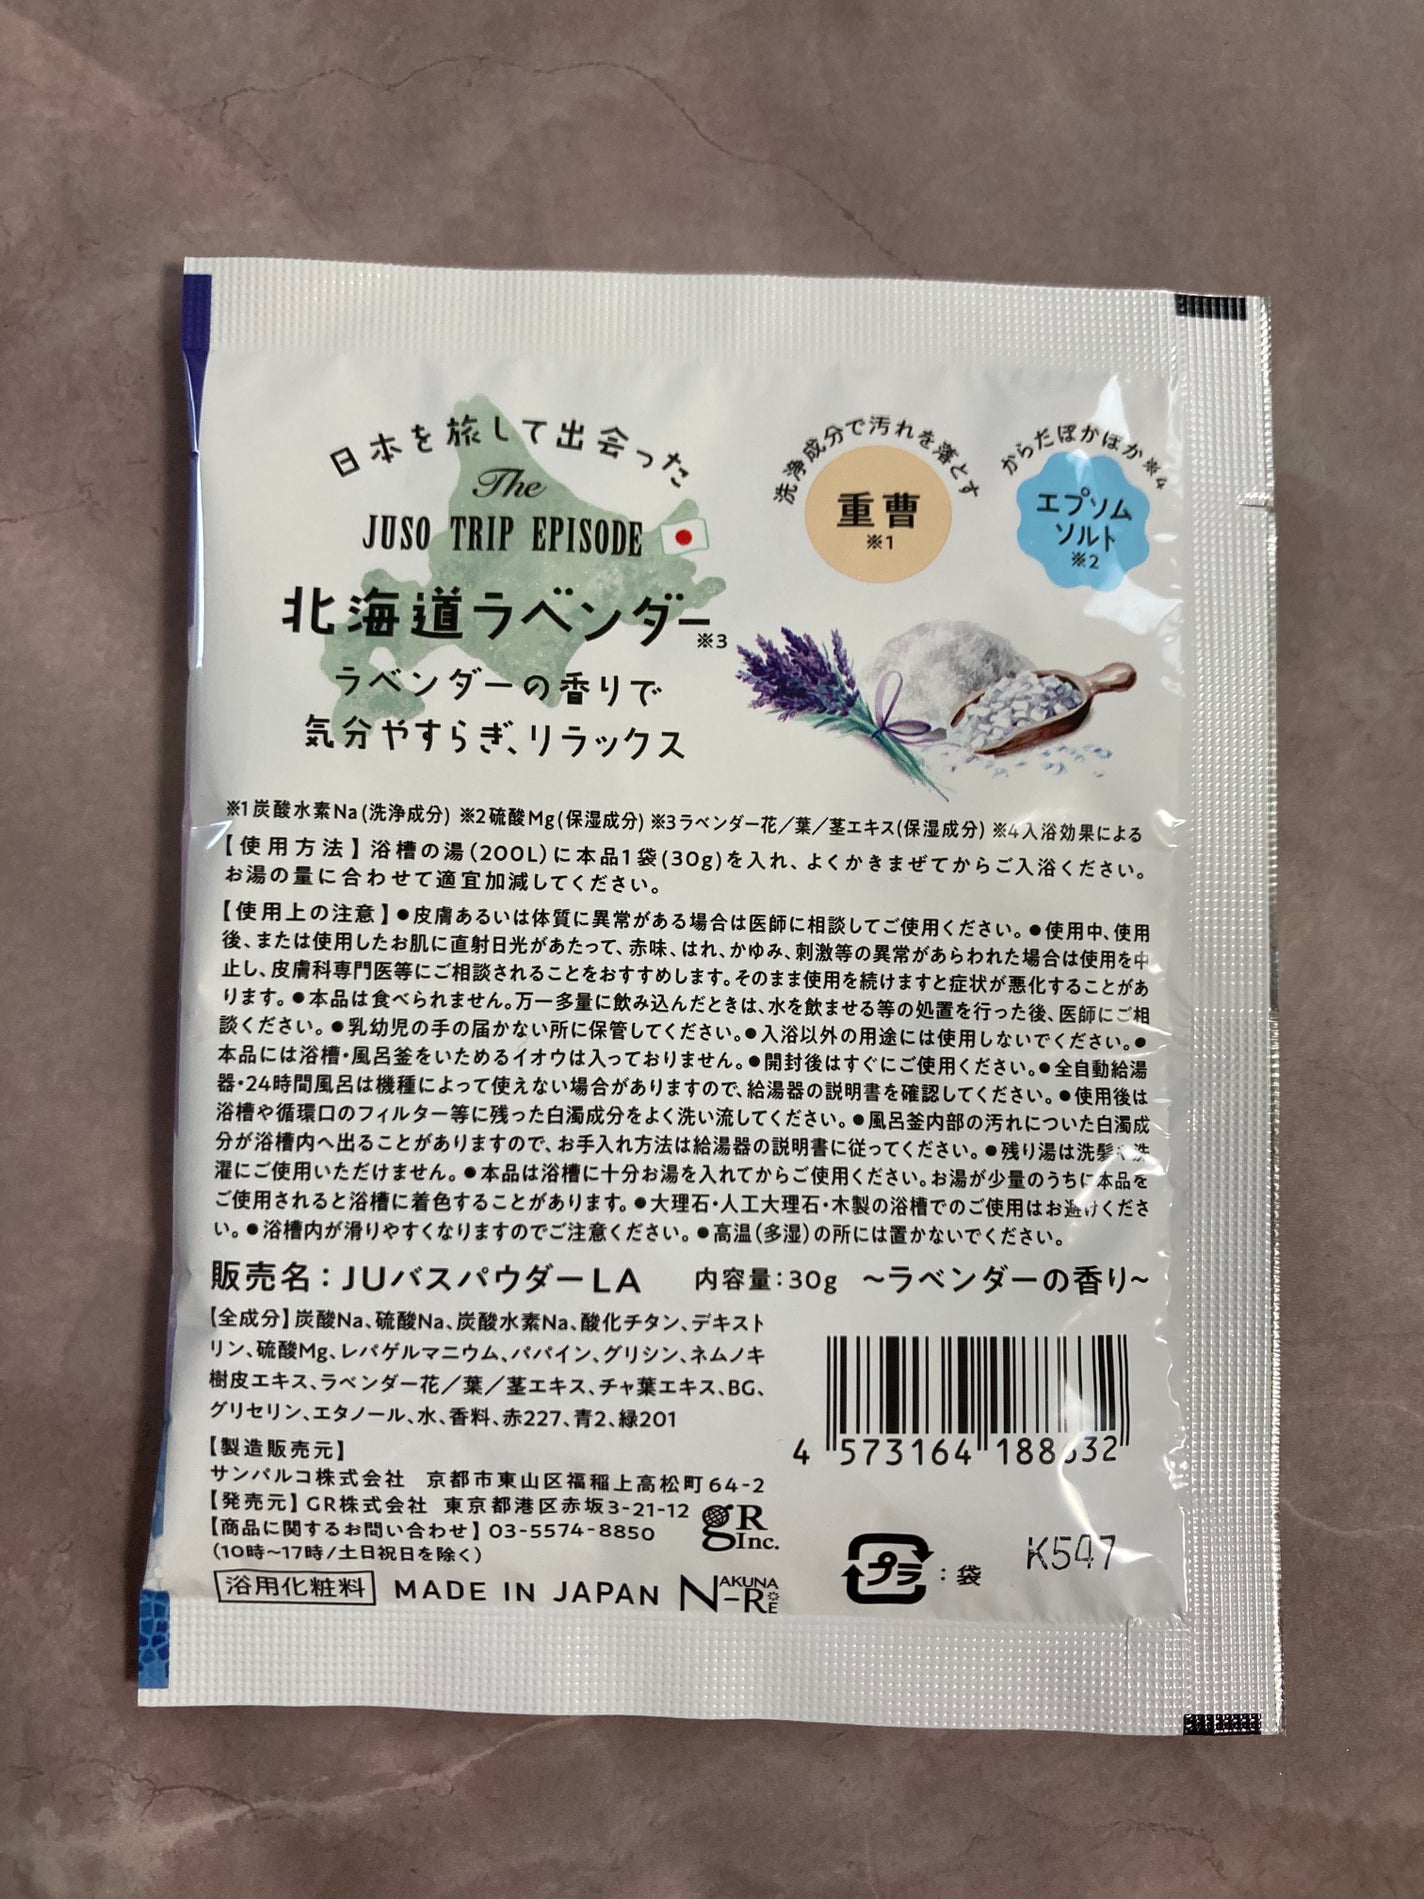 日本を旅して出会った
The
JUSO TRIP EPISODE
北海道ラベンダー※3
ラベンダーの香りで
気分やすらぎ、リラックス
洗浄成分で汚れを落とす
重曹
※1
からだぽかぽか※4
エプソム
ソルト
※2
※1炭酸水素Na(洗浄成分) ※2硫酸Mg(保湿成分) ※3ラベンダー花／葉／茎エキス(保湿成分) ※4入浴効果による
【使用方法】浴槽の湯(200L)に本品1袋(30g)を入れ、よくかきまぜてからご入浴ください。
お湯の量に合わせて適宜加減してください。
【使用上の注意】●皮膚あるいは体質に異常がある場合は医師に相談してご使用ください。●使用中、使用
後、または使用したお肌に直射日光があたって、赤味、はれ、かゆみ、刺激等の異常があらわれた場合は使用を中
止し、皮膚科専門医等にご相談されることをおすすめします。そのまま使用を続けますと症状が悪化することがあ
ります。●本品は食べられません。万一多量に飲み込んだときは、水を飲ませる等の処置を行った後、医師にご相
談ください。●乳幼児の手の届かない所に保管してください。●入浴以外の用途には使用しないでください。●
本品には浴槽・風呂釜をいためるイオウは入っておりません。●開封後はすぐにご使用ください。●全自動給湯
器・24時間風呂は機種によって使えない場合がありますので、給湯器の説明書を確認してください。●使用後は
浴槽や循環口のフィルター等に残った白濁成分をよく洗い流してください。●風呂釜内部の汚れについた白濁成
分が浴槽内へ出ることがありますので、お手入れ方法は給湯器の説明書に従ってください。●残り湯は洗髪や洗
濯にご使用いただけません。●本品は浴槽に十分お湯を入れてからご使用ください。お湯が少量のうちに本品を
ご使用されると浴槽に着色することがあります。●大理石・人工大理石・木製の浴槽でのご使用はお避けくださ
い。●浴槽内が滑りやすくなりますのでご注意ください。●高温(多湿)の所には置かないでください。
販売名：JUバスパウダーLA 内容量：30g ～ラベンダーの香り～
【全成分】炭酸Na、硫酸Na、炭酸水素Na、酸化チタン、デキスト
リン、硫酸Mg、レパゲルマニウム、パパイン、グリシン、ネムノキ
樹皮エキス、ラベンダー花／葉／茎エキス、チャ葉エキス、BG、
グリセリン、エタノール、水、香料、赤227、青2、緑201
【製造販売元】
サンパルコ株式会社 京都市東山区福稲上高松町64-2
【発売元】GR株式会社 東京都港区赤坂3-21-12
【商品に関するお問い合わせ】03-5574-8850
(10時～17時/土日祝日を除く)
gR Inc.
浴用化粧料 MADE IN JAPAN NAKUNA-RE
4 573164
プラ：袋
K547